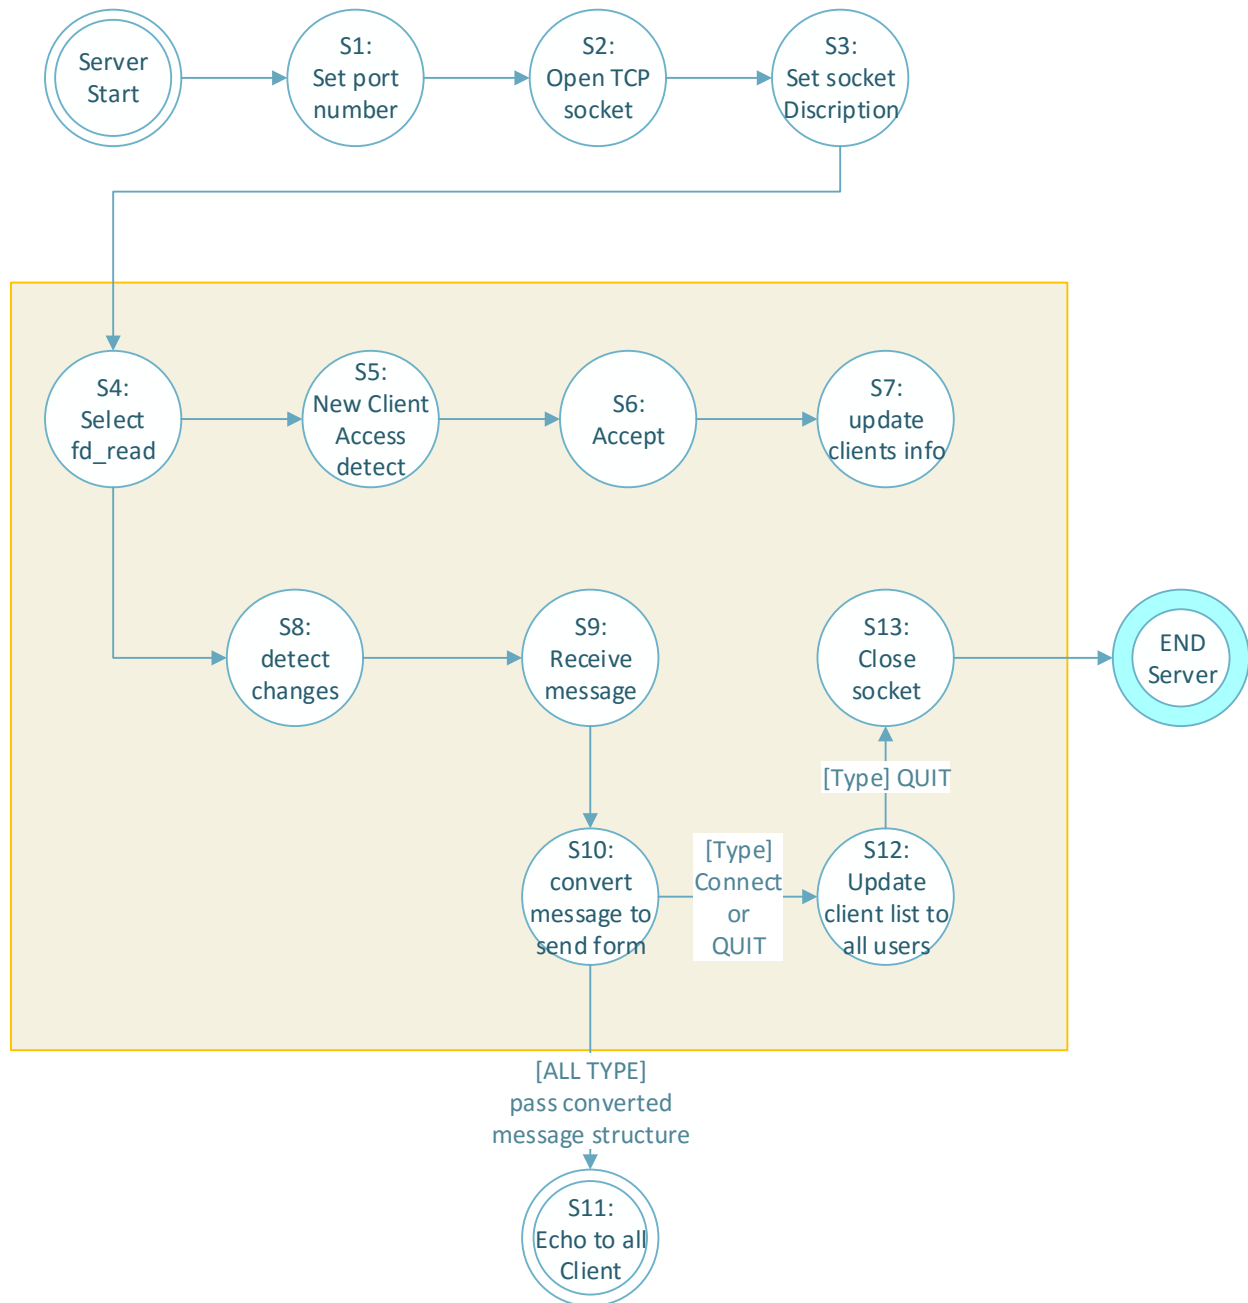 Server
Start
S1:
Set port
number
S2:
Open TCP
socket
S3:
Set socket
Discription
S4:
Select
fd_read
S5:
New Client
Access
detect
S6:
Accept
S7:
update
clients info
S8:
detect
changes
S9:
Receive
message
S13:
Close
socket
END
Server
[Type] QUIT
S10:
convert
message to
send form
[Type]
Connect
or
QUIT
S12:
Update
client list to
all users
[ALL TYPE]
pass converted
message structure
S11:
Echo to all
Client